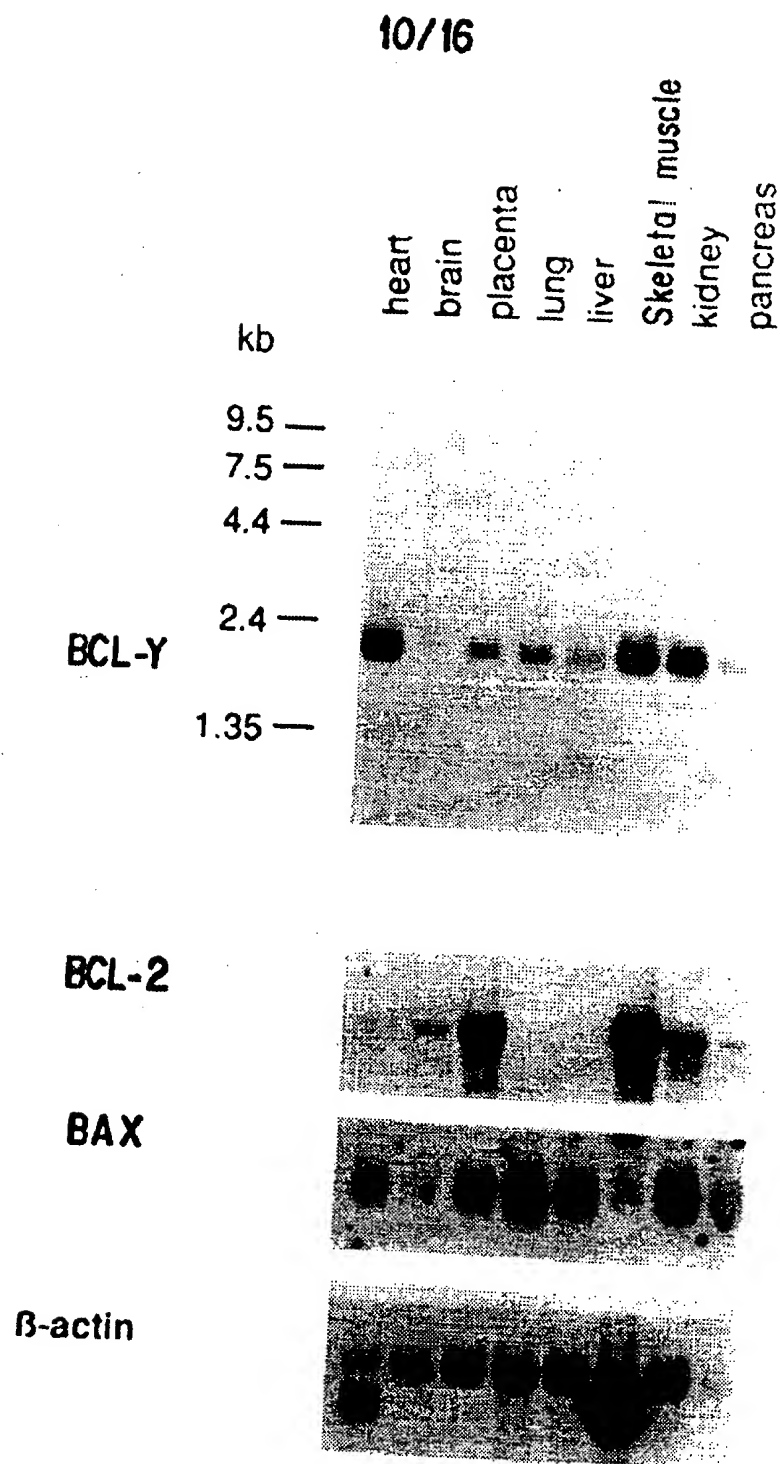 10/16
heart
brain
placenta
lung
liver
Skeletal muscle
kidney
pancreas
kb
9.5
7.5
4.4
2.4
BCL-Y
1.35
BCL-2
BAX
ß-actin